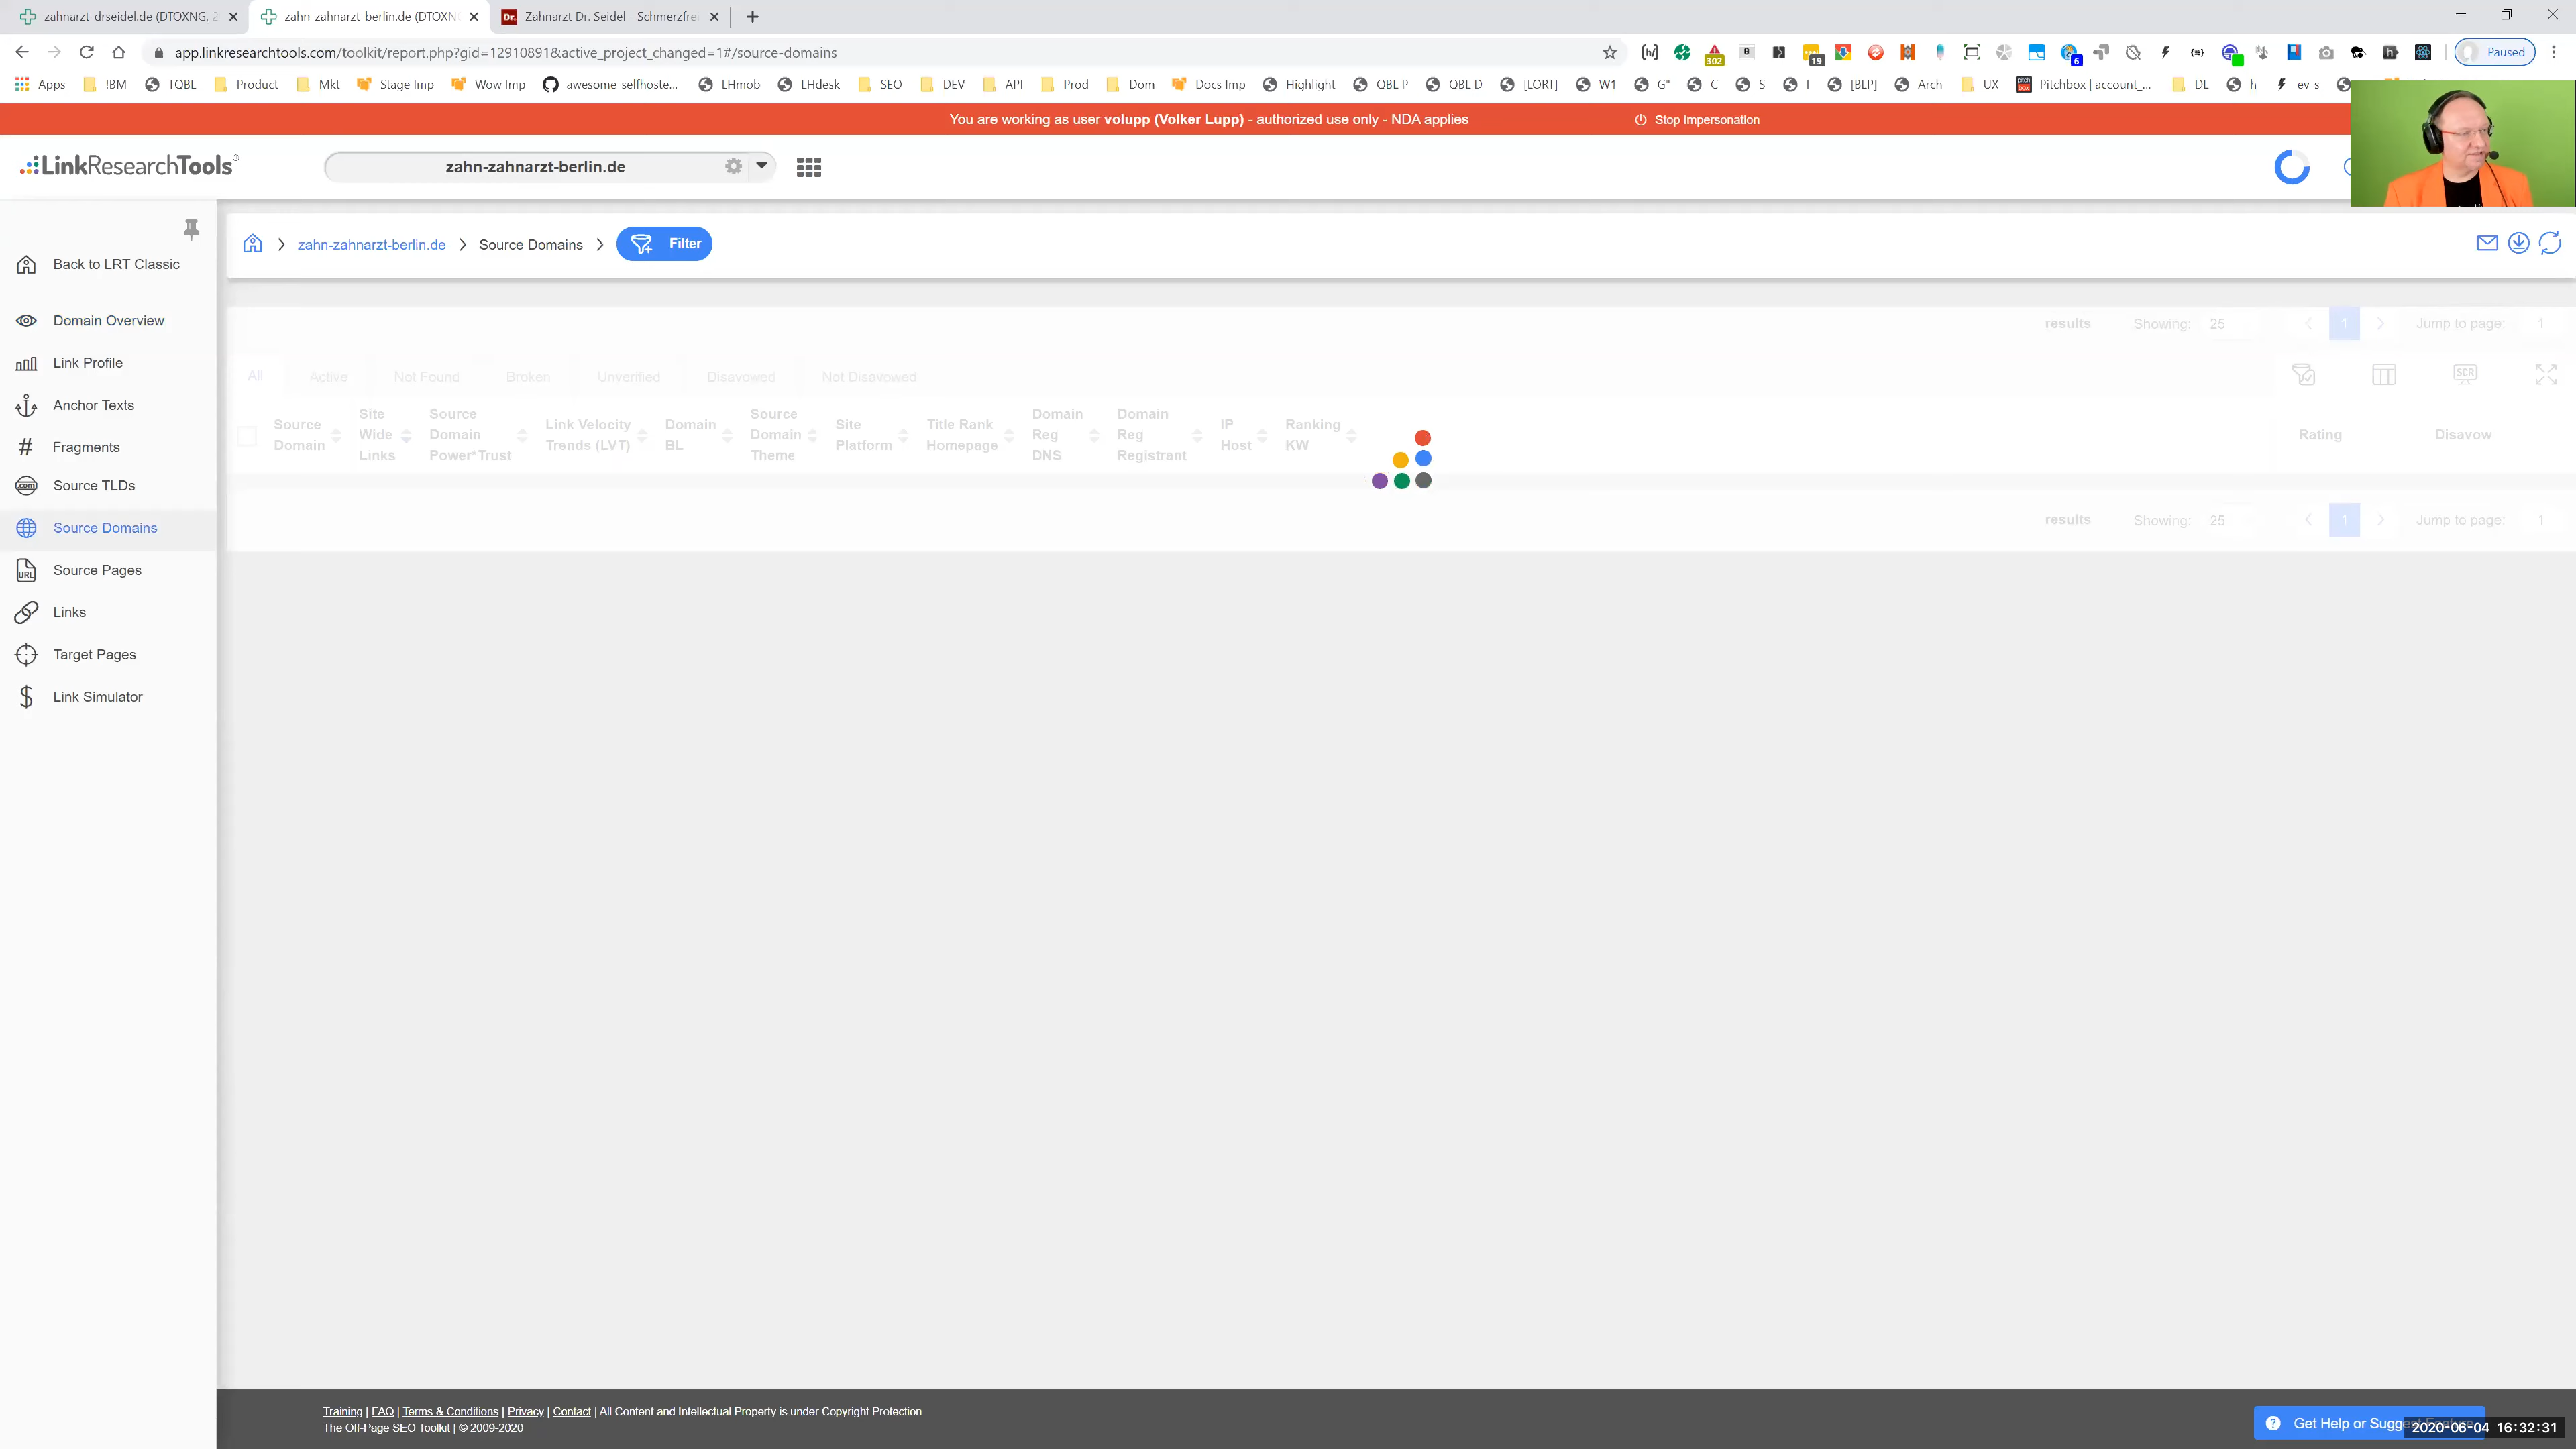 zahnarzt-drseidel.de (DTOXNG, 2
zahn-zahnarzt-berlin.de (DTOXN
Dr.
Zahnarzt Dr. Seidel - Schmerzfrei
app.linkresearchtools.com/toolkit/report.php?gid=12910891&active_project_changed=1#/source-domains
302
19
6
Paused
Apps
!BM
TQBL
Product
Mkt
Stage Imp
Wow Imp
awesome-selfhoste...
LHmob
LHdesk
SEO
DEV
API
Prod
Dom
Docs Imp
Highlight
QBL P
QBL D
[LORT]
W1
G"
C
S
I
[BLP]
Arch
UX
Pitchbox | account_...
DL
h
ev-s
You are working as user volupp (Volker Lupp) - authorized use only - NDA applies
Stop Impersonation
LinkResearchTools®
zahn-zahnarzt-berlin.de
zahn-zahnarzt-berlin.de
Source Domains
Filter
Back to LRT Classic
Domain Overview
Link Profile
Anchor Texts
Fragments
Source TLDs
Source Domains
Source Pages
Links
Target Pages
Link Simulator
results
Showing: 25
1
Jump to page: 1
All
Active
Not Found
Broken
Unverified
Disavowed
Not Disavowed
SCR
Source Domain
Site Wide Links
Source Domain Power*Trust
Link Velocity Trends (LVT)
Domain BL
Source Domain Theme
Site Platform
Title Rank Homepage
Domain Reg DNS
Domain Reg Registrant
IP Host
Ranking KW
Rating
Disavow
results
Showing: 25
1
Jump to page: 1
Training | FAQ | Terms & Conditions | Privacy | Contact | All Content and Intellectual Property is under Copyright Protection
The Off-Page SEO Toolkit | © 2009-2020
Get Help or Sugg
2020-06-04 16:32:31